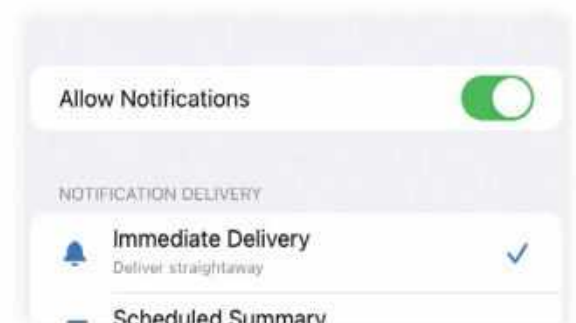 Allow Notifications
NOTIFICATION DELIVERY
Immediate Delivery
Deliver straightaway
Scheduled Summary